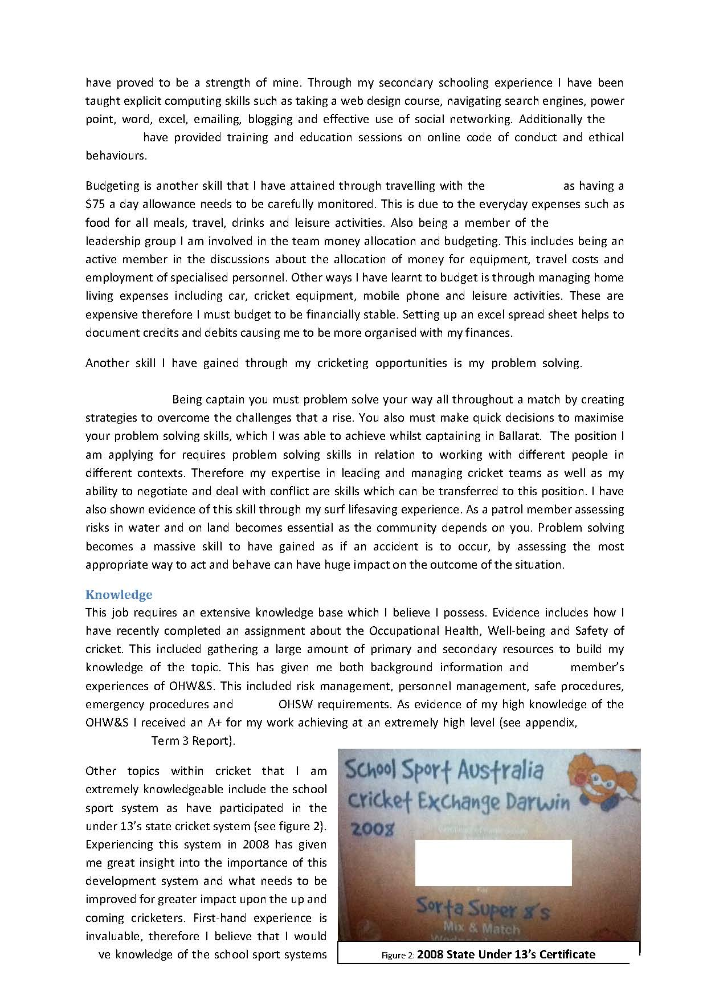 have proved to be a strength of mine. Through my secondary schooling experience I have been
taught explicit computing skills such as taking a web design course, navigating search engines, power
point, word, excel, emailing, blogging and effective use of social networking. Additionally the
have provided training and education sessions on online code of conduct and ethical
behaviours.
Budgeting is another skill that I have attained through travelling with the as having a
$75 a day allowance needs to be carefully monitored. This is due to the everyday expenses such as
food for all meals, travel, drinks and leisure activities. Also being a member of the
leadership group I am involved in the team money allocation and budgeting. This includes being an
active member in the discussions about the allocation of money for equipment, travel costs and
employment of specialised personnel. Other ways I have learnt to budget is through managing home
living expenses including car, cricket equipment, mobile phone and leisure activities. These are
expensive therefore I must budget to be financially stable. Setting up an excel spread sheet helps to
document credits and debits causing me to be more organised with my finances.
Another skill I have gained through my cricketing opportunities is my problem solving.
Being captain you must problem solve your way all throughout a match by creating
strategies to overcome the challenges that a rise. You also must make quick decisions to maximise
your problem solving skills, which I was able to achieve whilst captaining in Ballarat. The position I
am applying for requires problem solving skills in relation to working with different people in
different contexts. Therefore my expertise in leading and managing cricket teams as well as my
ability to negotiate and deal with conflict are skills which can be transferred to this position. I have
also shown evidence of this skill through my surf lifesaving experience. As a patrol member assessing
risks in water and on land becomes essential as the community depends on you. Problem solving
becomes a massive skill to have gained as if an accident is to occur, by assessing the most
appropriate way to act and behave can have huge impact on the outcome of the situation.
Knowledge
This job requires an extensive knowledge base which I believe I possess. Evidence includes how I
have recently completed an assignment about the Occupational Health, Well-being and Safety of
cricket. This included gathering a large amount of primary and secondary resources to build my
knowledge of the topic. This has given me both background information and member's
experiences of OHW&S. This included risk management, personnel management, safe procedures,
emergency procedures and OHSW requirements. As evidence of my high knowledge of the
OHW&S I received an A+ for my work achieving at an extremely high level (see appendix,
Term 3 Report).
Other topics within cricket that I am
extremely knowledgeable include the school
sport system as have participated in the
under 13's state cricket system (see figure 2).
Experiencing this system in 2008 has given
me great insight into the importance of this
development system and what needs to be
improved for greater impact upon the up and
coming cricketers. First-hand experience is
invaluable, therefore I believe that I would
ve knowledge of the school sport systems
School Sport Australia
Cricket Exchange Darwin
2008
For
Sorta Super 8's
Mix & Match
Figure 2: 2008 State Under 13's Certificate